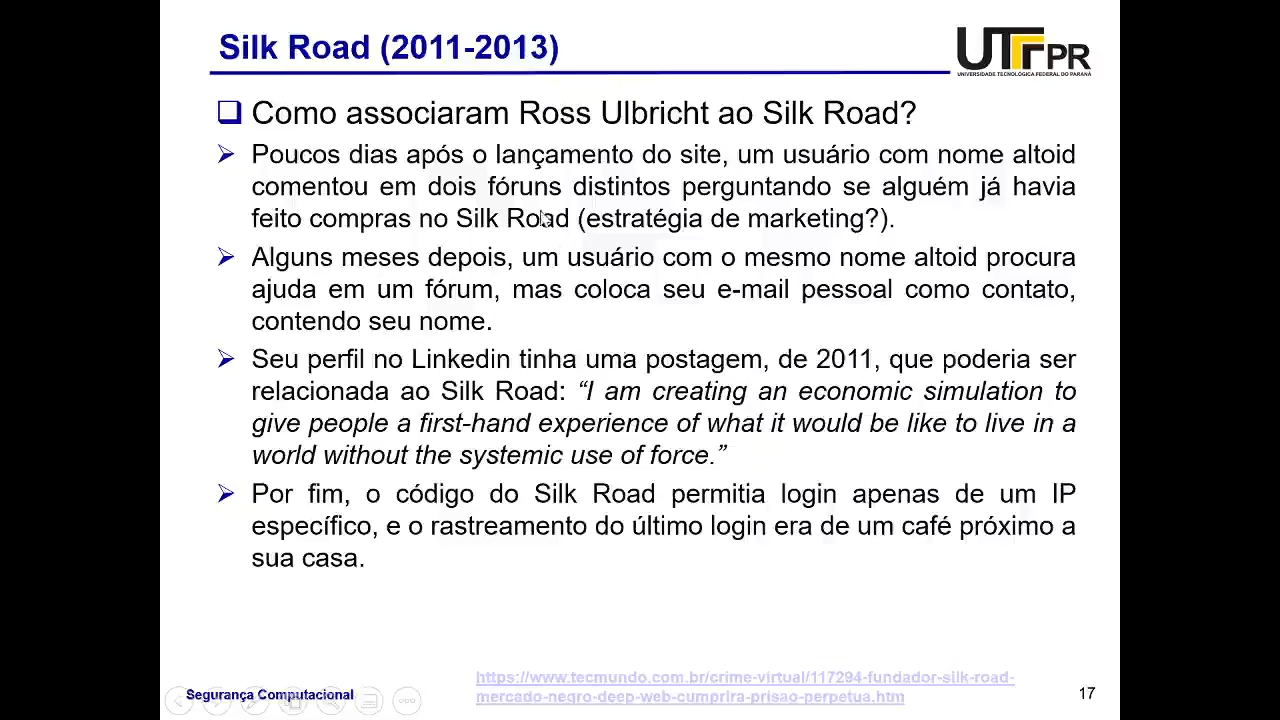 Silk Road (2011-2013)
UTFPR
UNIVERSIDADE TECNOLÓGICA FEDERAL DO PARANÁ
Como associaram Ross Ulbricht ao Silk Road?
Poucos dias após o lançamento do site, um usuário com nome altoid
comentou em dois fóruns distintos perguntando se alguém já havia
feito compras no Silk Road (estratégia de marketing?).
Alguns meses depois, um usuário com o mesmo nome altoid procura
ajuda em um fórum, mas coloca seu e-mail pessoal como contato,
contendo seu nome.
Seu perfil no Linkedin tinha uma postagem, de 2011, que poderia ser
relacionada ao Silk Road: “I am creating an economic simulation to
give people a first-hand experience of what it would be like to live in a
world without the systemic use of force.”
Por fim, o código do Silk Road permitia login apenas de um IP
específico, e o rastreamento do último login era de um café próximo a
sua casa.
https://www.tecmundo.com.br/crime-virtual/117294-fundador-silk-road-
mercado-negro-deep-web-cumprira-prisao-perpetua.htm
Segurança Computacional
17